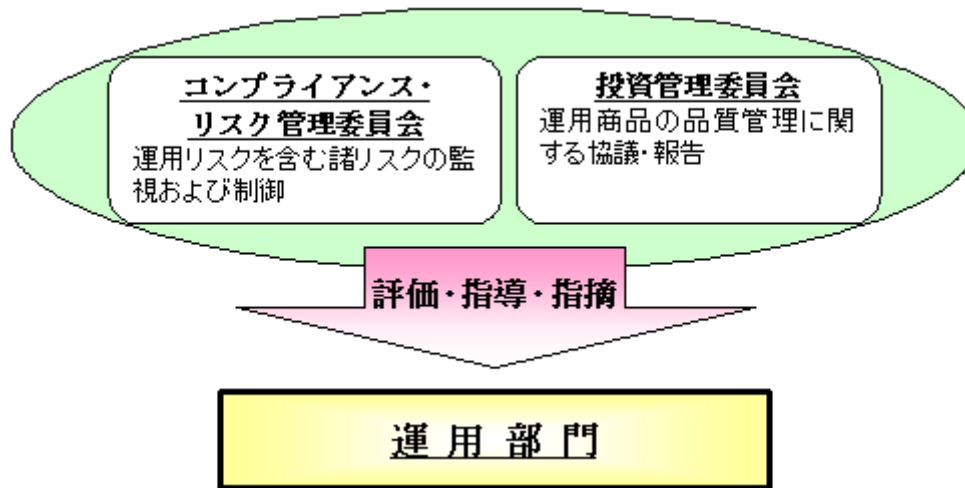 コンプライアンス・
リスク管理委員会
運用リスクを含む諸リスクの監
視および制御
投資管理委員会
運用商品の品質管理に関
する協議・報告
評価・指導・指摘
運用部門